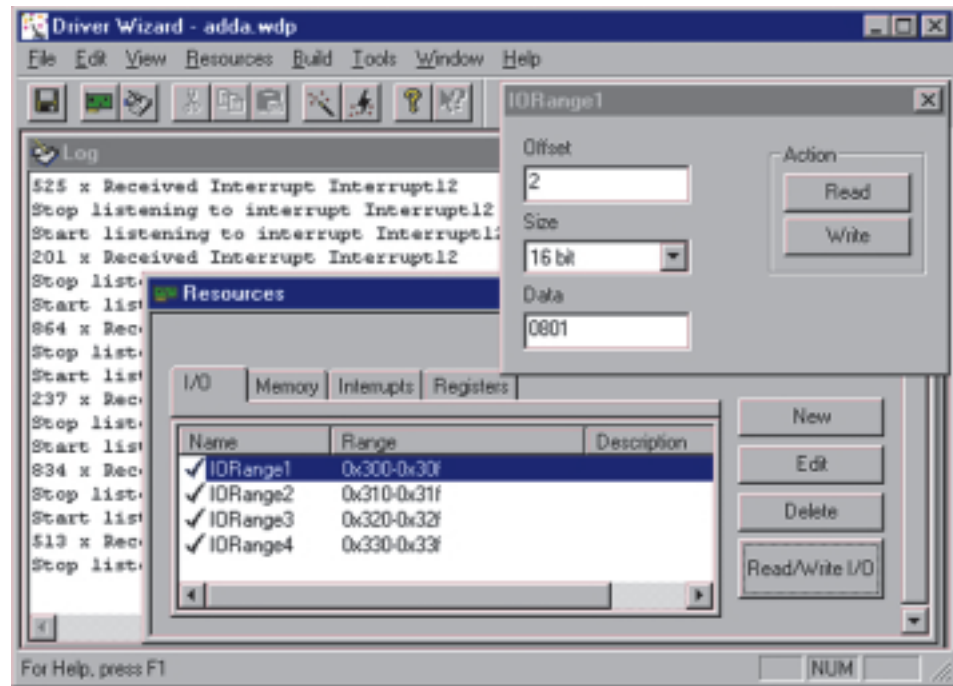 Driver Wizard - adda.wdp
File Edit View Resources Build Tools Window Help
Log
525 x Received Interrupt Interrupt12
Stop listening to interrupt Interrupt12
Start listening to interrupt Interrupt12
201 x Received Interrupt Interrupt12
Stop list
Start list
864 x Rec
Stop list
Start list
237 x Rec
Stop list
Start list
834 x Rec
Stop list
Start list
513 x Rec
Stop list
IORange1
Offset
2
Size
16 bit
Data
0801
Action
Read
Write
Resources
I/O Memory Interrupts Registers
Name Range Description
IORange1 0x300-0x30f
IORange2 0x310-0x31f
IORange3 0x320-0x32f
IORange4 0x330-0x33f
New
Edit
Delete
Read/Write I/O
For Help, press F1
NUM